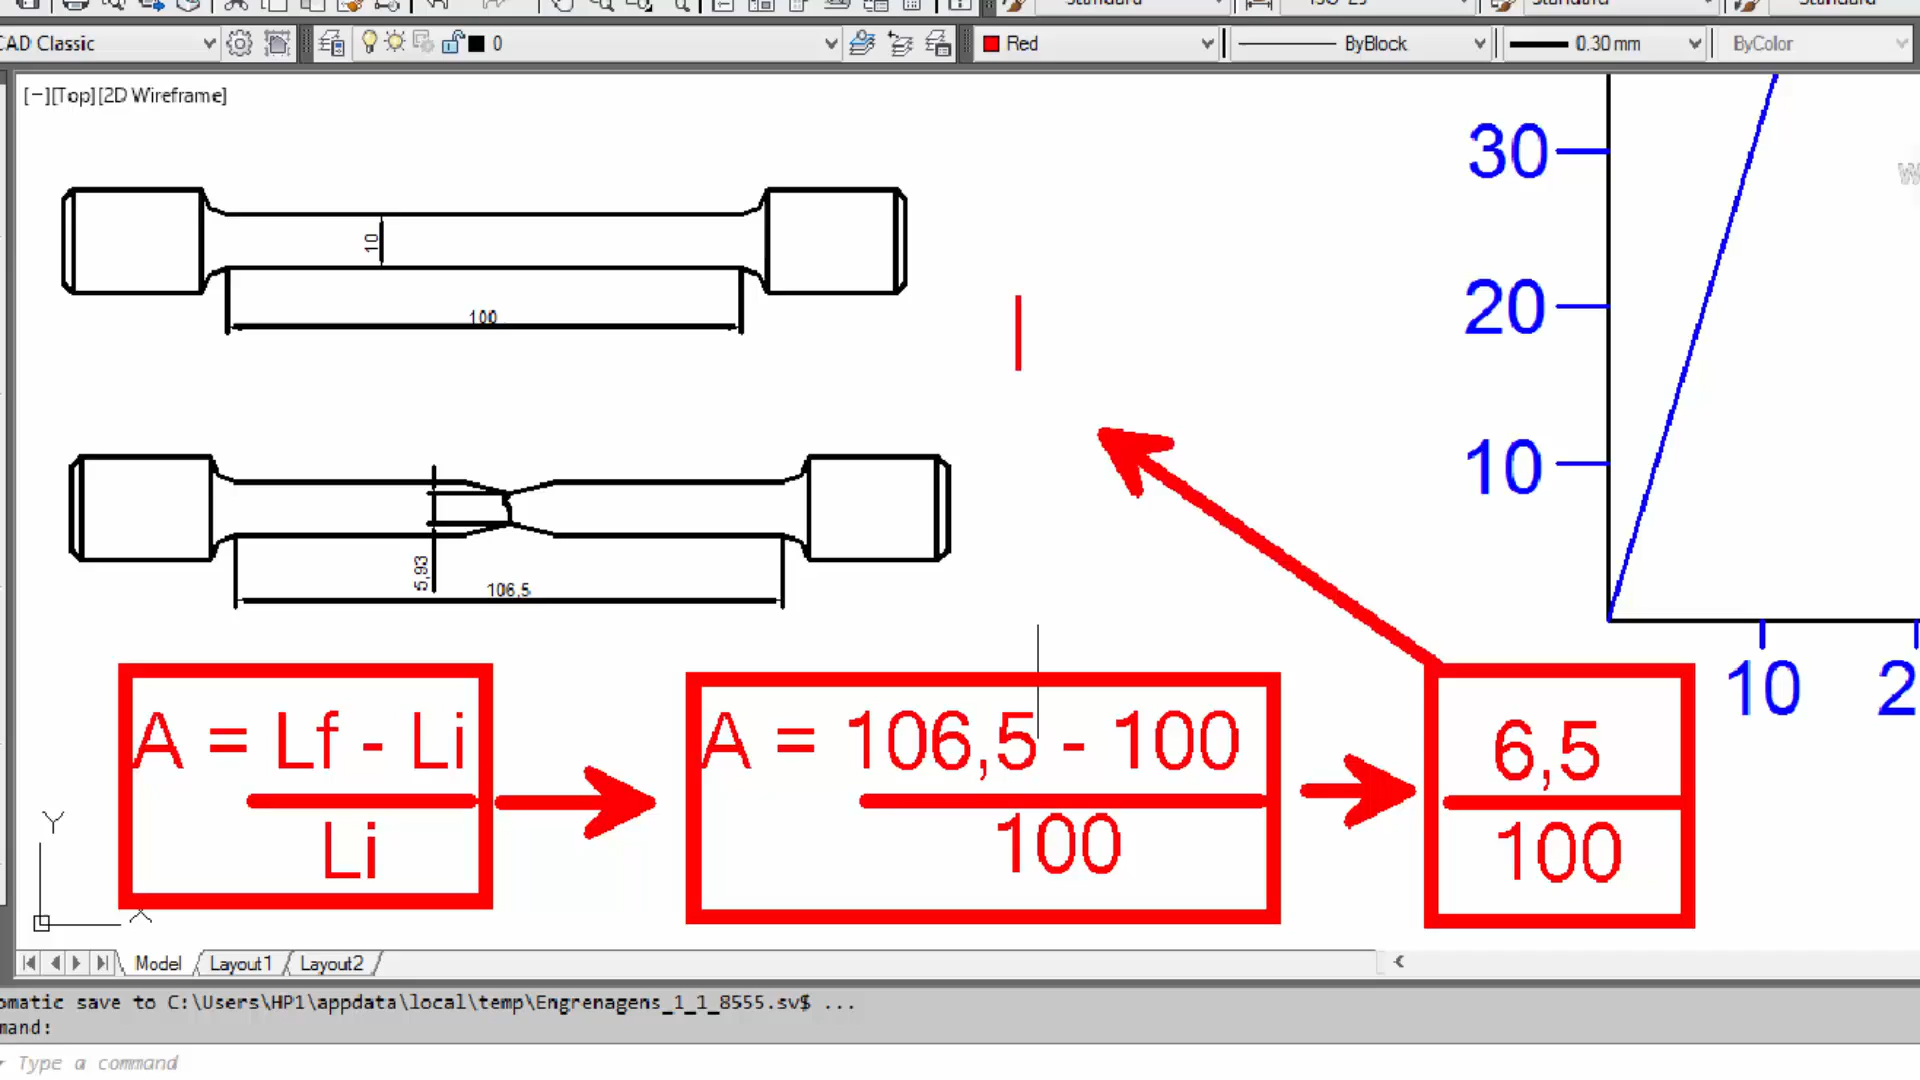 CAD Classic
0
Red
ByBlock
0.30 mm
ByColor
[−][Top][2D Wireframe]
30
20
10
10
2
10
100
5,93
106,5
A = Lf - Li
Li
A = 106,5 - 100
100
6,5
100
Y
X
Model
Layout1
Layout2
omatic save to C:\Users\HP1\appdata\local\temp\Engrenagens_1_1_8555.sv$ ...
mand:
Type a command